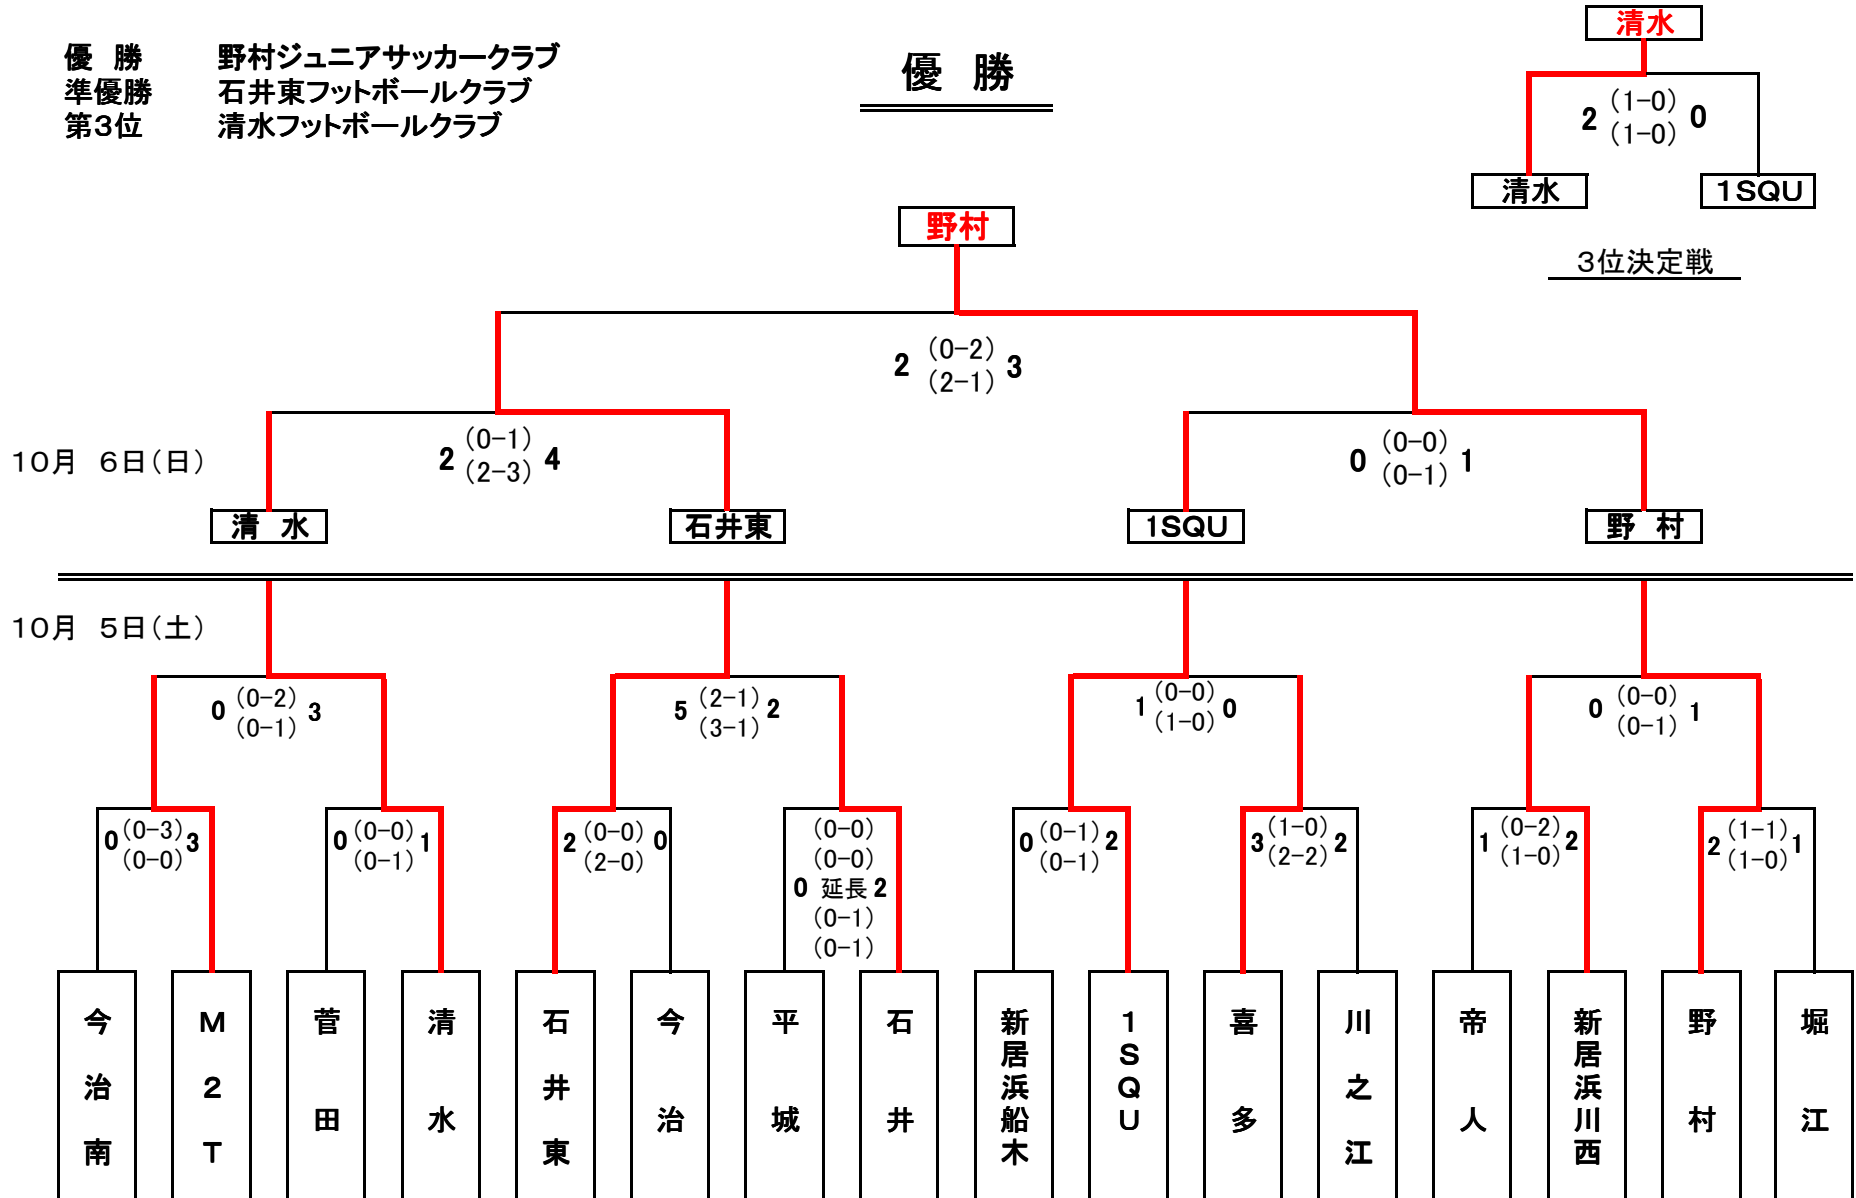 優　勝　野村ジュニアサッカークラブ
準優勝　石井東フットボールクラブ
第3位　清水フットボールクラブ
優　勝
清水
2 (1-0) 0
(1-0)
清水　1SQU
3位決定戦
野村
2 (0-2) 3
(2-1)
10月　6日(日)
2 (0-1) 4
(2-3)
0 (0-0) 1
(0-1)
清　水
石井東
1SQU
野　村
10月　5日(土)
0 (0-2) 3
(0-1)
5 (2-1) 2
(3-1)
1 (0-0) 0
(1-0)
0 (0-0) 1
(0-1)
0 (0-3) 3
(0-0)
0 (0-0) 1
(0-1)
2 (0-0) 0
(2-0)
(0-0)
(0-0)
0 延長 2
(0-1)
(0-1)
0 (0-1) 2
(0-1)
3 (1-0) 2
(2-2)
1 (0-2) 2
(1-0)
2 (1-1) 1
(1-0)
今治南
M2T
菅田
清水
石井東
今治
平城
石井
新居浜船木
1SQU
喜多
川之江
帝人
新居浜川西
野村
堀江